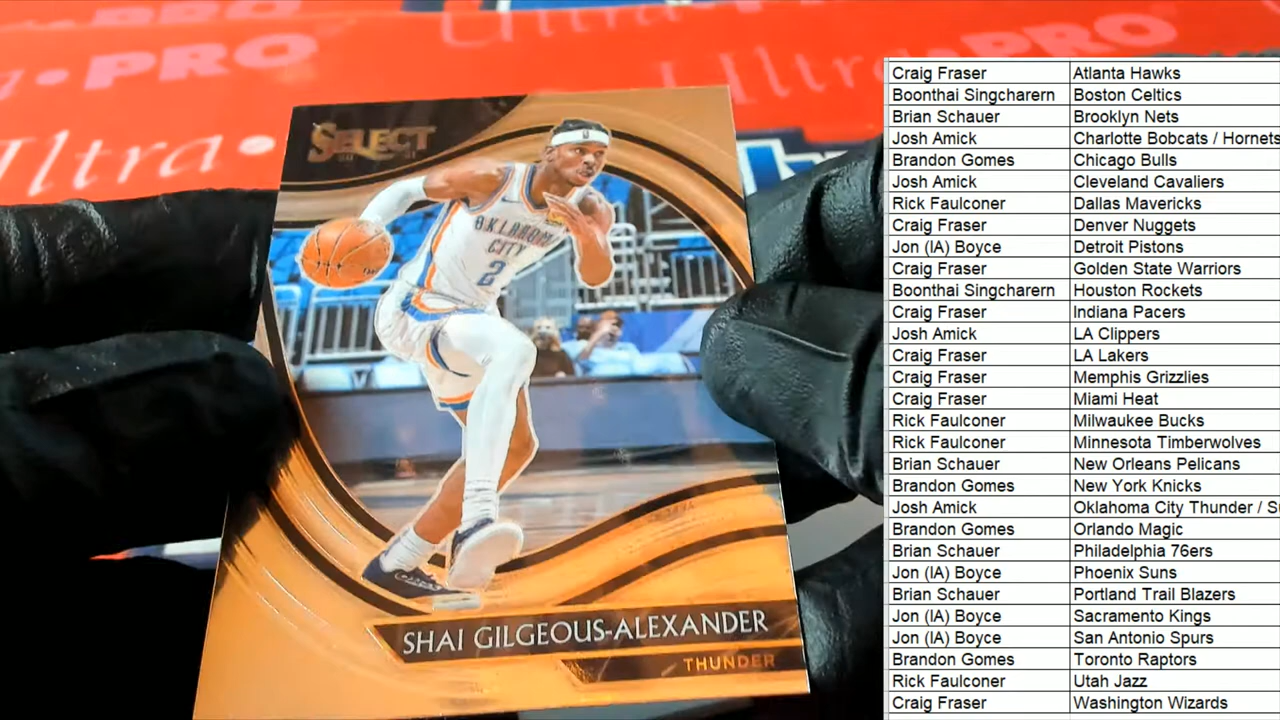 Ultra PRO
Ultra
PRO
Ultra
SELECT
OKLAHOMA
CITY
2
SHAI GILGEOUS-ALEXANDER
THUNDER
Craig Fraser Atlanta Hawks
Boonthai Singcharern Boston Celtics
Brian Schauer Brooklyn Nets
Josh Amick Charlotte Bobcats / Hornets
Brandon Gomes Chicago Bulls
Josh Amick Cleveland Cavaliers
Rick Faulconer Dallas Mavericks
Craig Fraser Denver Nuggets
Jon (IA) Boyce Detroit Pistons
Craig Fraser Golden State Warriors
Boonthai Singcharern Houston Rockets
Craig Fraser Indiana Pacers
Josh Amick LA Clippers
Craig Fraser LA Lakers
Craig Fraser Memphis Grizzlies
Craig Fraser Miami Heat
Rick Faulconer Milwaukee Bucks
Rick Faulconer Minnesota Timberwolves
Brian Schauer New Orleans Pelicans
Brandon Gomes New York Knicks
Josh Amick Oklahoma City Thunder /
Brandon Gomes Orlando Magic
Brian Schauer Philadelphia 76ers
Jon (IA) Boyce Phoenix Suns
Brian Schauer Portland Trail Blazers
Jon (IA) Boyce Sacramento Kings
Jon (IA) Boyce San Antonio Spurs
Brandon Gomes Toronto Raptors
Rick Faulconer Utah Jazz
Craig Fraser Washington Wizards